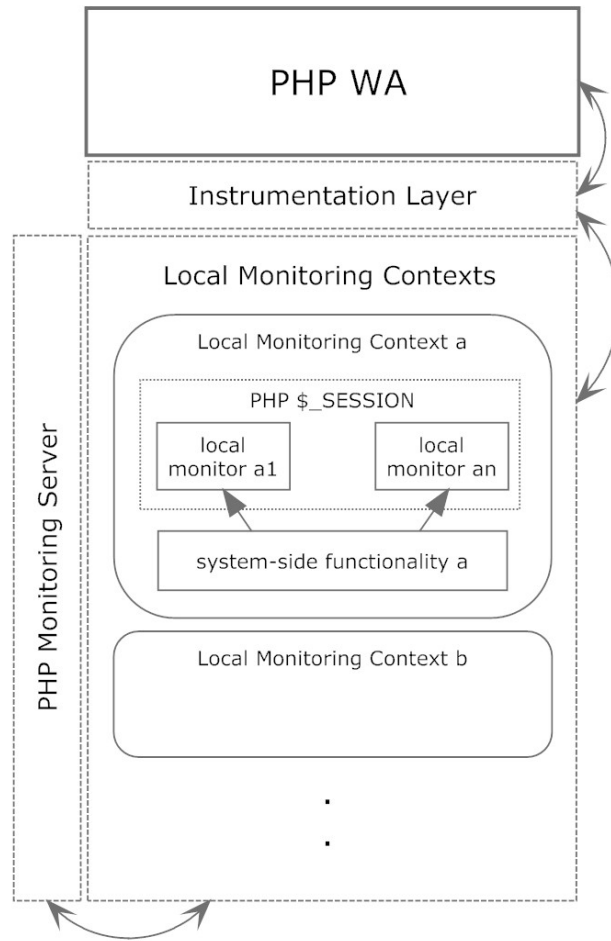 PHP WA
Instrumentation Layer
PHP Monitoring Server
Local Monitoring Contexts
Local Monitoring Context a
PHP $_SESSION
local
monitor a1
local
monitor an
system-side functionality a
Local Monitoring Context b
.
.